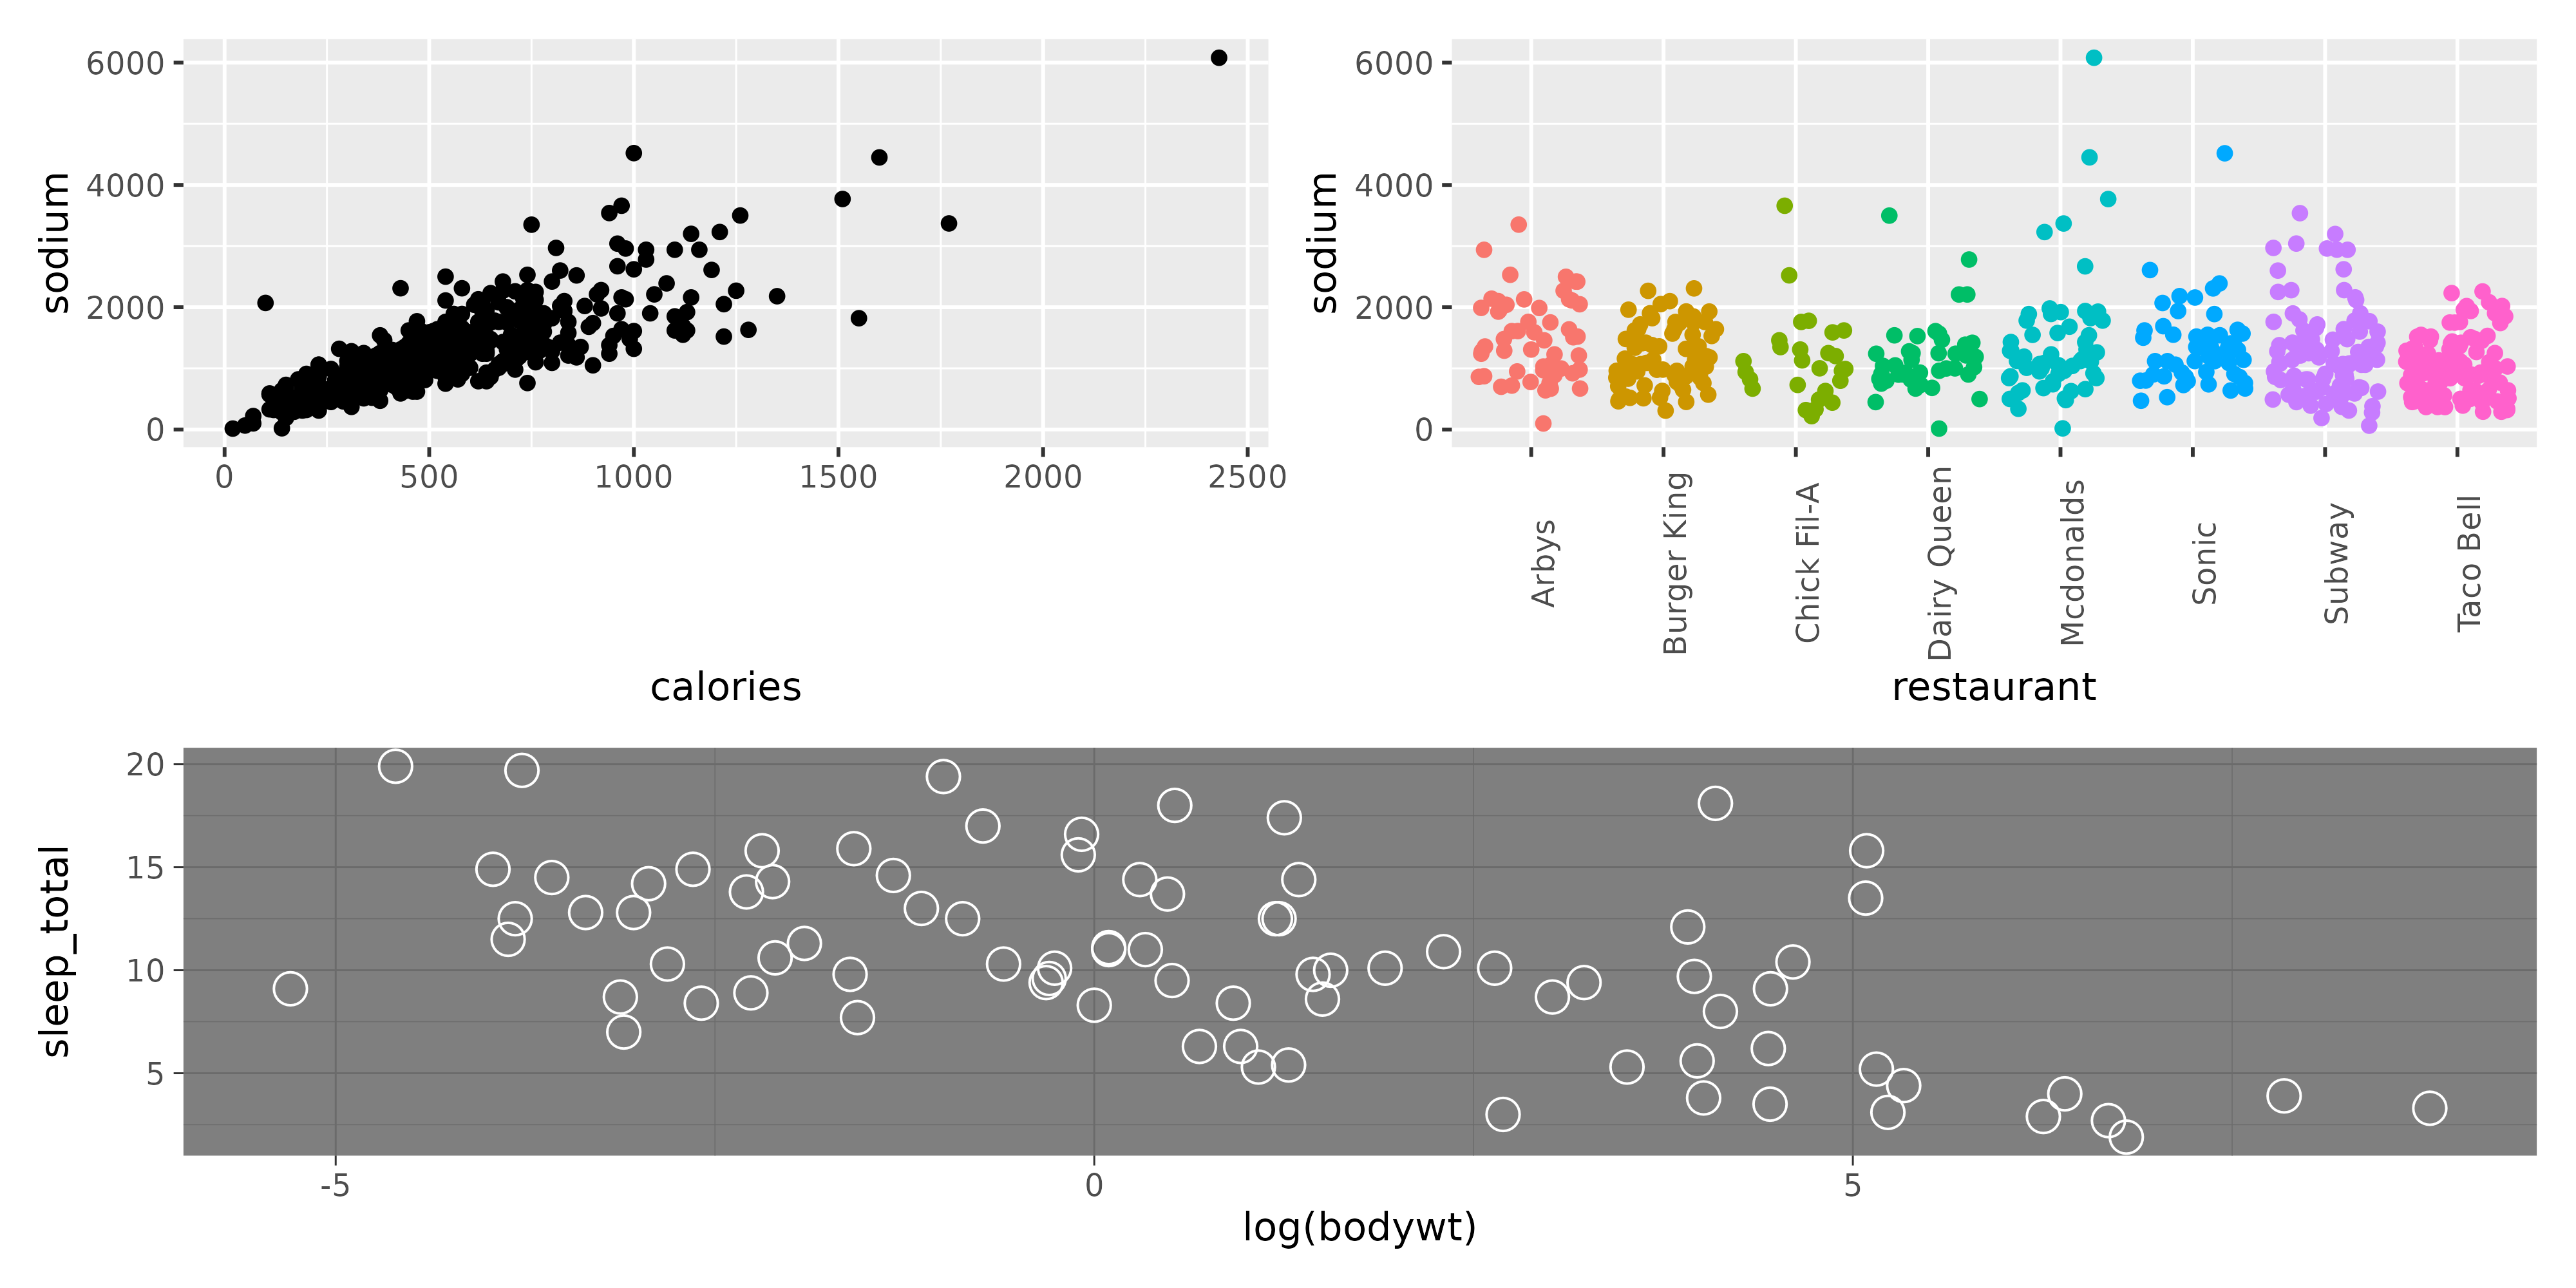 sodium
6000
4000
2000
0
0 500 1000 1500 2000 2500
calories
sodium
6000
4000
2000
0
Arbys
Burger King
Chick Fil-A
Dairy Queen
Mcdonalds
Sonic
Subway
Taco Bell
restaurant
sleep_total
20
15
10
5
-5 0 5
log(bodywt)